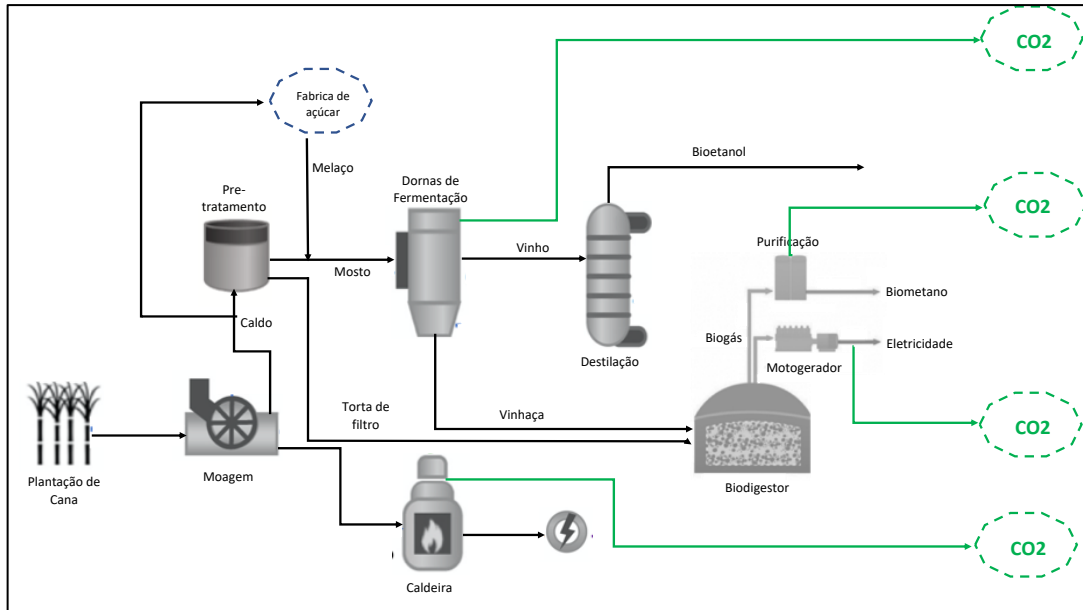 CO2
Fabrica de
açúcar
Melaço
Bioetanol
Dornas de
Fermentação
Pre-
tratamento
CO2
Purificação
Vinho
Mosto
Biometano
Caldo
Biogás
Eletricidade
Motogerador
Destilação
Torta de
filtro
Vinhaça
CO2
Moagem
Plantação de
Cana
Biodigestor
CO2
Caldeira